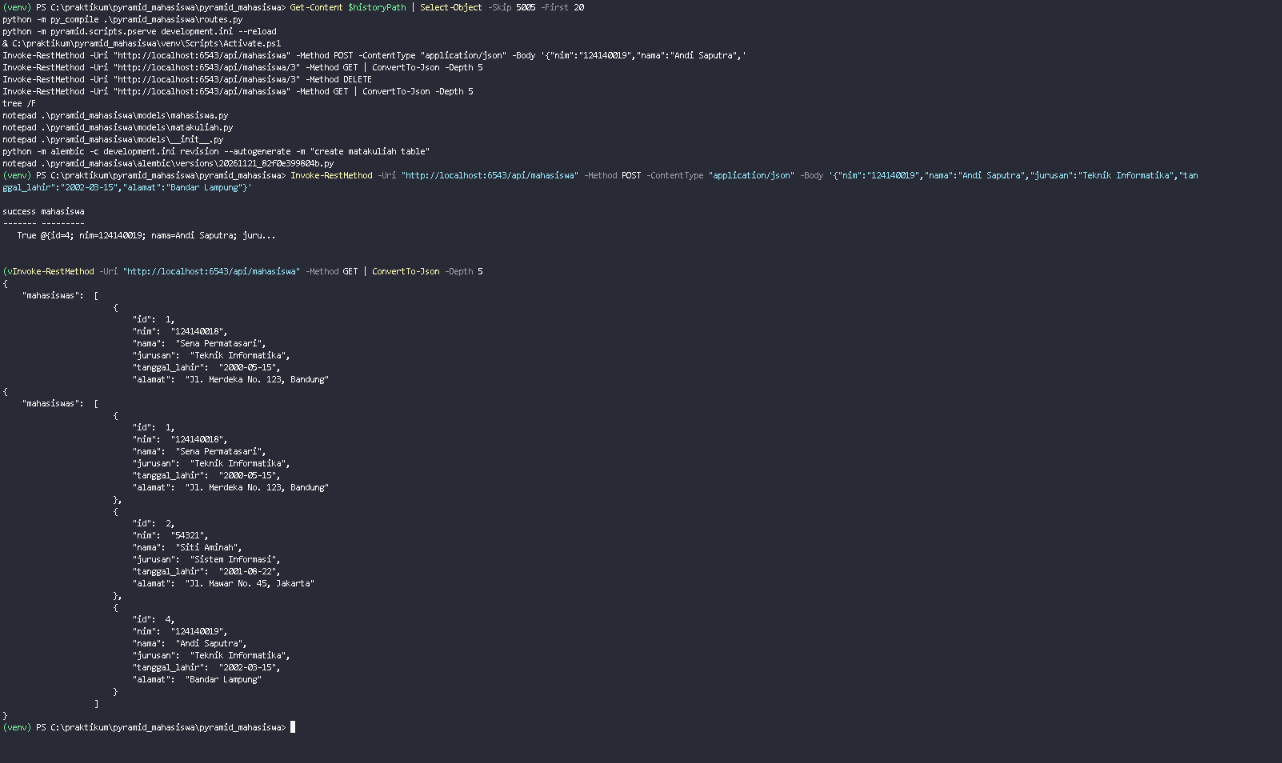 (venv) PS C:\praktikum\pyramid_mahasiswa\pyramid_mahasiswa> Get-Content $historyPath | Select-Object -Skip 5005 -First 20
python -m py_compile .\pyramid_mahasiswa\routes.py
python -m pyramid.scripts.pserve development.ini --reload
& C:\praktikum\pyramid_mahasiswa\venv\Scripts\Activate.ps1
Invoke-RestMethod -Uri "http://localhost:6543/api/mahasiswa" -Method POST -ContentType "application/json" -Body '{"nim":"124140019","nama":"Andi Saputra",'
Invoke-RestMethod -Uri "http://localhost:6543/api/mahasiswa/3" -Method GET | ConvertTo-Json -Depth 5
Invoke-RestMethod -Uri "http://localhost:6543/api/mahasiswa/3" -Method DELETE
Invoke-RestMethod -Uri "http://localhost:6543/api/mahasiswa" -Method GET | ConvertTo-Json -Depth 5
tree /F
notepad .\pyramid_mahasiswa\models\mahasiswa.py
notepad .\pyramid_mahasiswa\models\matakuliah.py
notepad .\pyramid_mahasiswa\models\__init__.py
python -m alembic -c development.ini revision --autogenerate -m "create matakuliah table"
notepad .\pyramid_mahasiswa\alembic\versions\20261121_82f0e399804b.py
(venv) PS C:\praktikum\pyramid_mahasiswa\pyramid_mahasiswa> Invoke-RestMethod -Uri "http://localhost:6543/api/mahasiswa" -Method POST -ContentType "application/json" -Body '{"nim":"124140019","nama":"Andi Saputra","jurusan":"Teknik Informatika","tan
ggal_lahir":"2002-03-15","alamat":"Bandar Lampung"}'
success mahasiswa
------- ---------
True @{id=4; nim=124140019; nama=Andi Saputra; juru...
(vInvoke-RestMethod -Uri "http://localhost:6543/api/mahasiswa" -Method GET | ConvertTo-Json -Depth 5
{
"mahasiswas":  [
{
"id":  1,
"nim":  "124140018",
"nama":  "Sena Permatasari",
"jurusan":  "Teknik Informatika",
"tanggal_lahir":  "2000-05-15",
"alamat":  "Jl. Merdeka No. 123, Bandung"
{
"mahasiswas":  [
{
"id":  1,
"nim":  "124140018",
"nama":  "Sena Permatasari",
"jurusan":  "Teknik Informatika",
"tanggal_lahir":  "2000-05-15",
"alamat":  "Jl. Merdeka No. 123, Bandung"
},
{
"id":  2,
"nim":  "54321",
"nama":  "Siti Aminah",
"jurusan":  "Sistem Informasi",
"tanggal_lahir":  "2001-08-22",
"alamat":  "Jl. Mawar No. 45, Jakarta"
},
{
"id":  4,
"nim":  "124140019",
"nama":  "Andi Saputra",
"jurusan":  "Teknik Informatika",
"tanggal_lahir":  "2002-03-15",
"alamat":  "Bandar Lampung"
}
]
}
(venv) PS C:\praktikum\pyramid_mahasiswa\pyramid_mahasiswa>